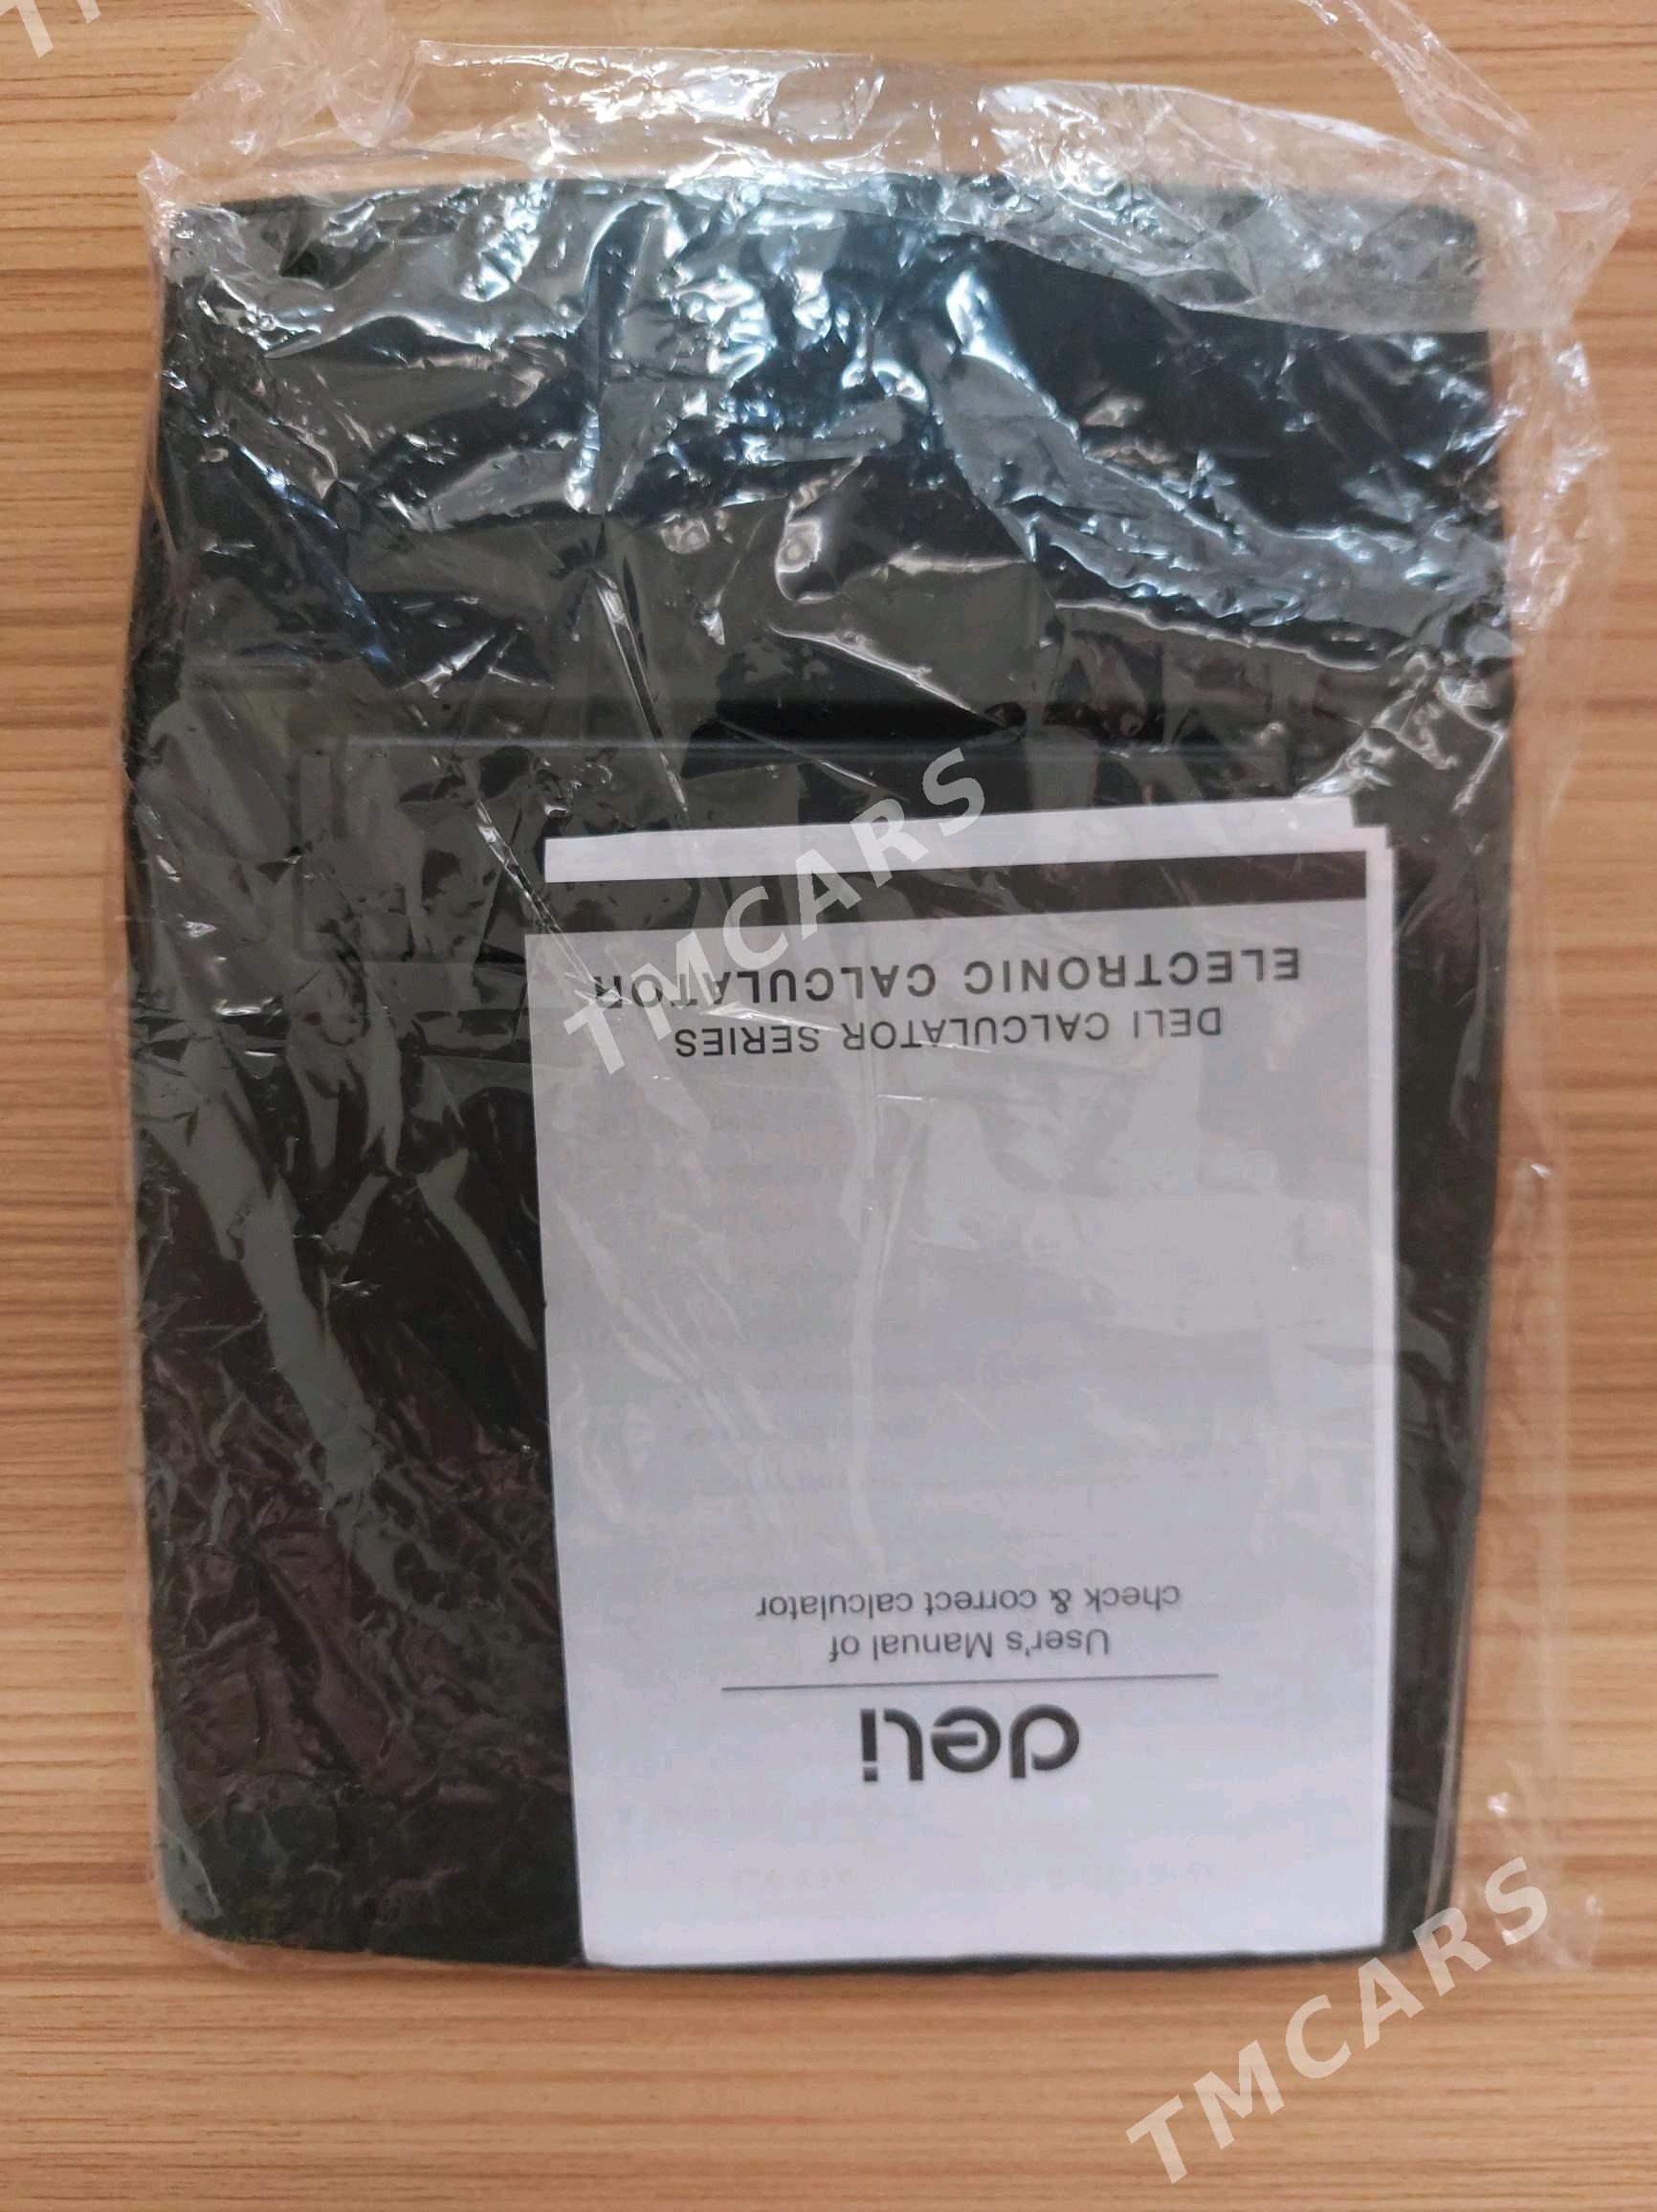 deli
User's Manual of
check & correct calculator
DELI CALCULATOR SERIES
ELECTRONIC CALCULATOR
TMCARS
TMCARS